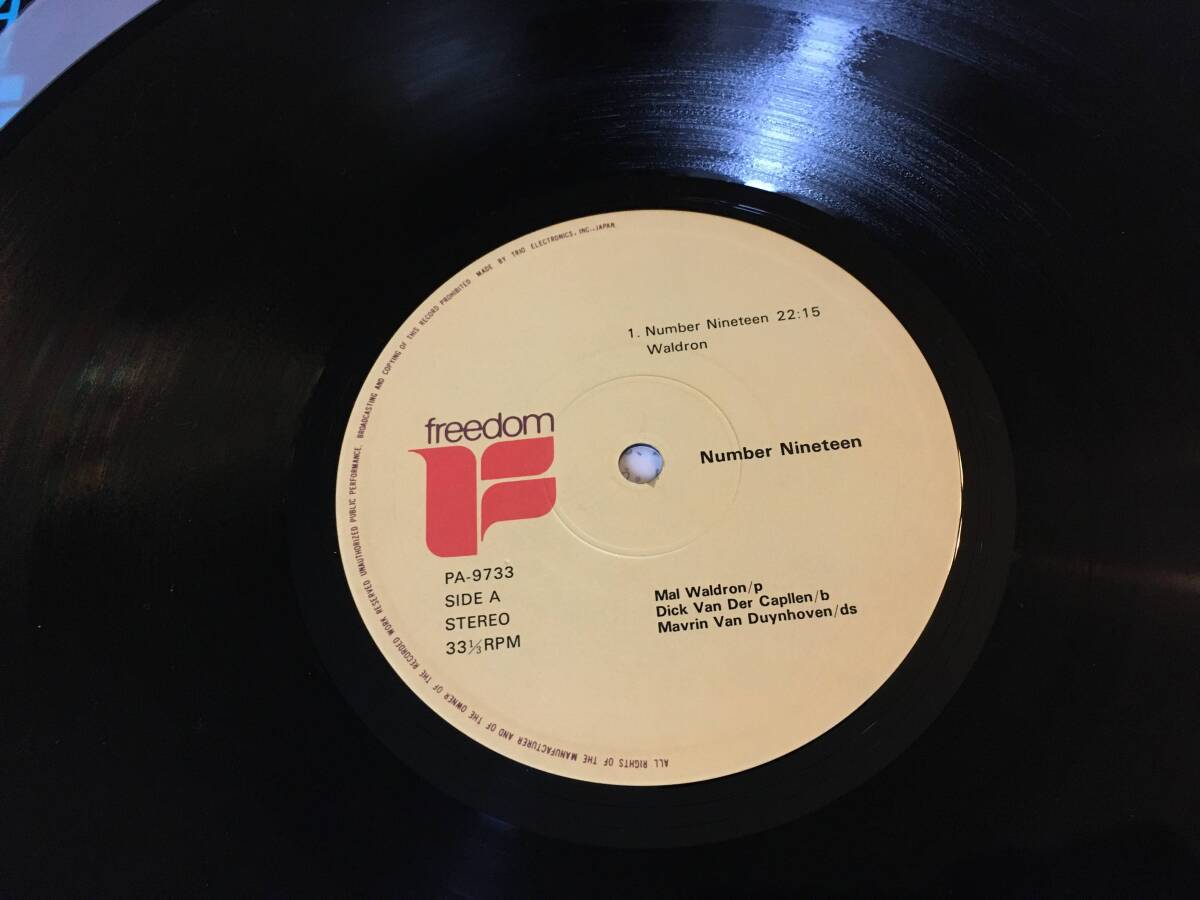 1. Number Nineteen 22:15
Waldron
freedom
Number Nineteen
PA-9733
SIDE A
STEREO
33⅓ RPM
Mal Waldron/p
Dick Van Der Capllen/b
Mavrin Van Duynhoven/ds
ALL RIGHTS OF THE MANUFACTURER AND OF THE OWNER OF THE RECORDED WORK RESERVED UNAUTHORIZED PUBLIC PERFORMANCE, BROADCASTING AND COPYING OF THIS RECORD PROHIBITED MADE BY TRIO ELECTRONICS, INC., JAPAN